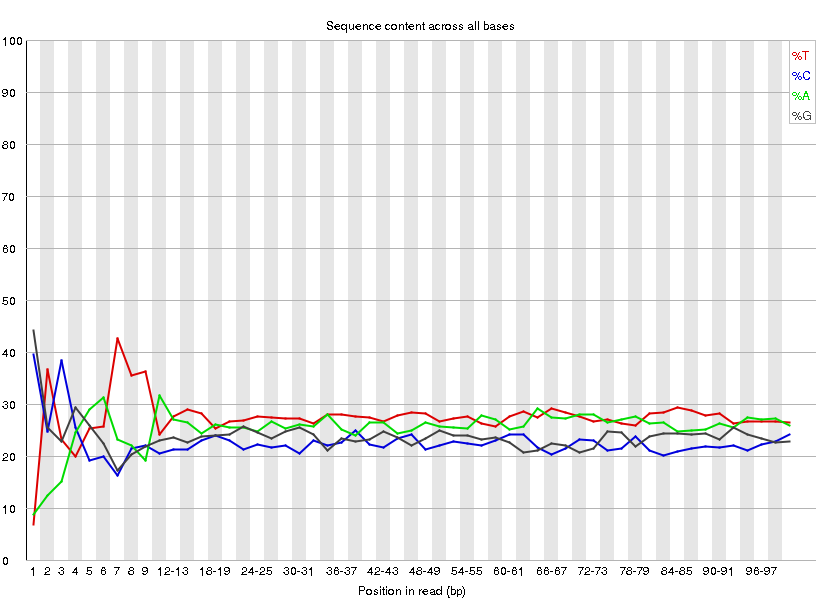 Sequence content across all bases
100
90
80
70
60
50
40
30
20
10
0
%T
%C
%A
%G
1 2 3 4 5 6 7 8 9 12-13 18-19 24-25 30-31 36-37 42-43 48-49 54-55 60-61 66-67 72-73 78-79 84-85 90-91 96-97
Position in read (bp)